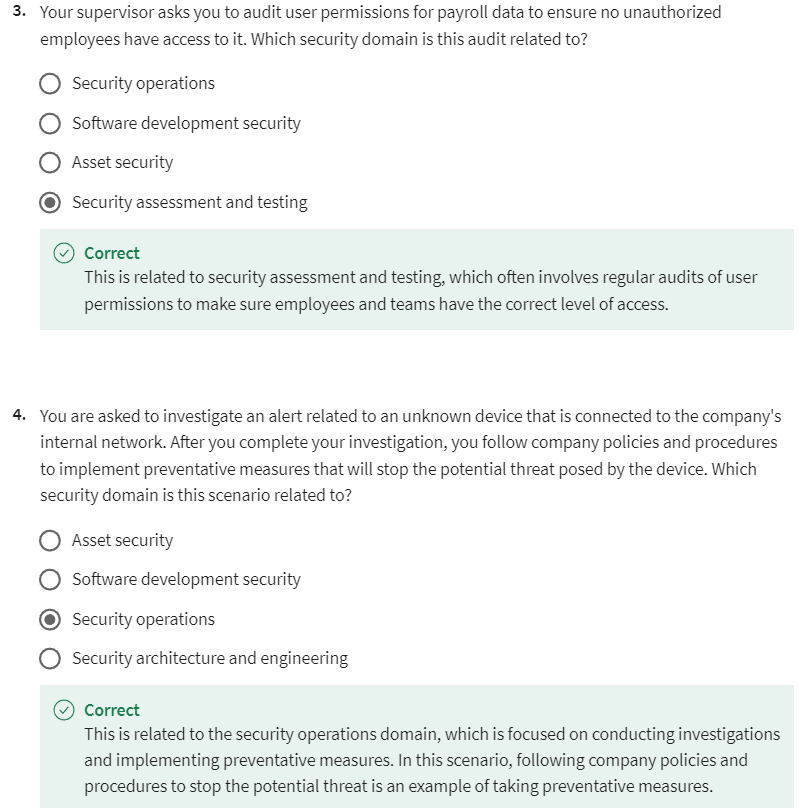 3. Your supervisor asks you to audit user permissions for payroll data to ensure no unauthorized
employees have access to it. Which security domain is this audit related to?
Security operations
Software development security
Asset security
Security assessment and testing
Correct
This is related to security assessment and testing, which often involves regular audits of user
permissions to make sure employees and teams have the correct level of access.
4. You are asked to investigate an alert related to an unknown device that is connected to the company's
internal network. After you complete your investigation, you follow company policies and procedures
to implement preventative measures that will stop the potential threat posed by the device. Which
security domain is this scenario related to?
Asset security
Software development security
Security operations
Security architecture and engineering
Correct
This is related to the security operations domain, which is focused on conducting investigations
and implementing preventative measures. In this scenario, following company policies and
procedures to stop the potential threat is an example of taking preventative measures.